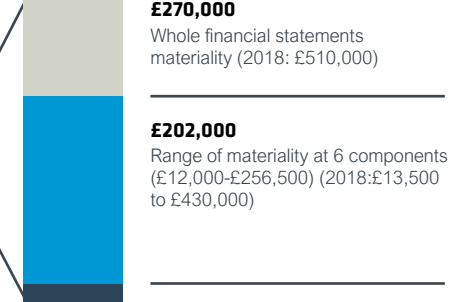 £270,000
Whole financial statements
materiality (2018: £510,000)
£202,000
Range of materiality at 6 components
(£12,000-£256,500) (2018:£13,500
to £430,000)